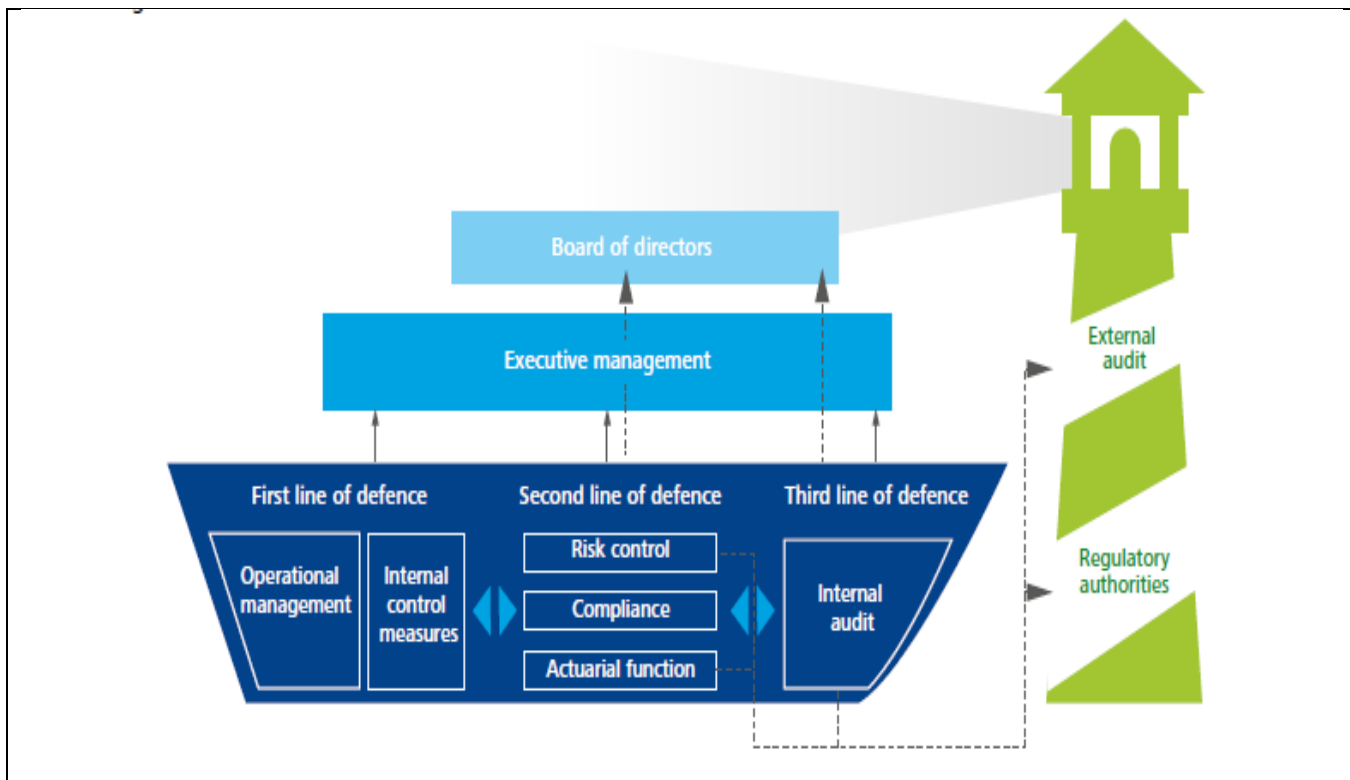 Board of directors
Executive management
First line of defence
Second line of defence
Third line of defence
Operational
management
Internal
control
measures
Risk control
Compliance
Actuarial function
Internal
audit
External
audit
Regulatory
authorities